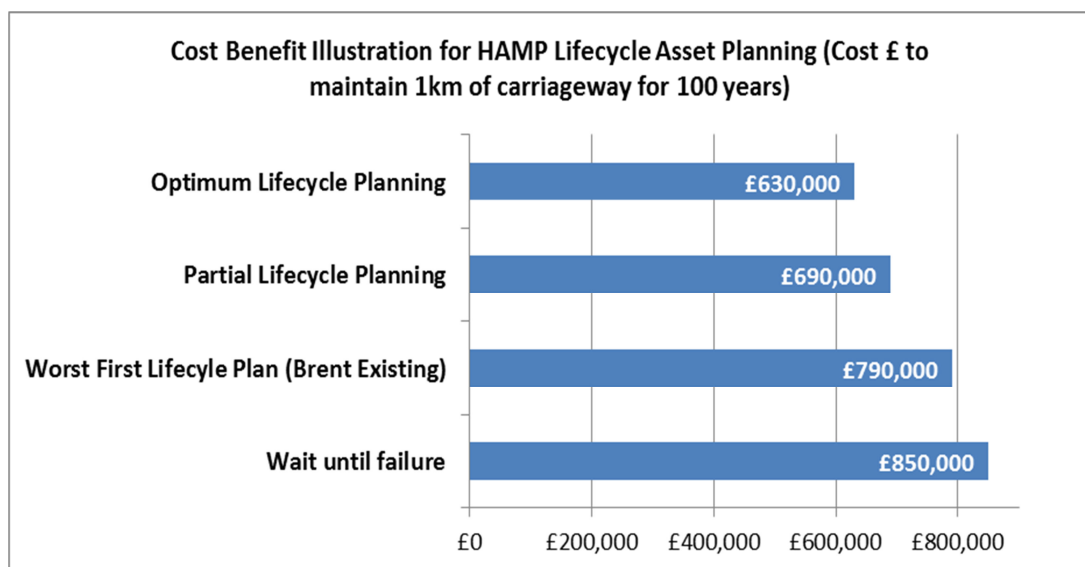 Cost Benefit Illustration for HAMP Lifecycle Asset Planning (Cost £ to
maintain 1km of carriageway for 100 years)
Optimum Lifecycle Planning
£630,000
Partial Lifecycle Planning
£690,000
Worst First Lifecyle Plan (Brent Existing)
£790,000
Wait until failure
£850,000
£0 £200,000 £400,000 £600,000 £800,000